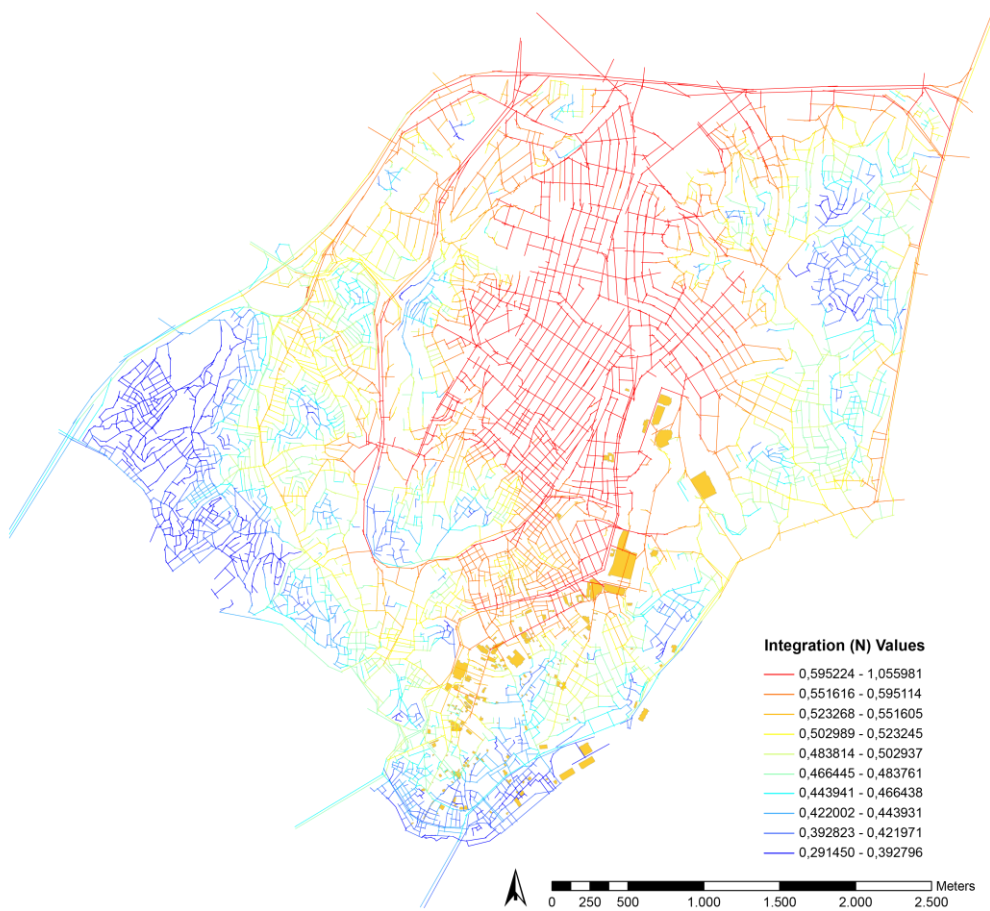 Integration (N) Values
0,595224 - 1,055981
0,551616 - 0,595114
0,523268 - 0,551605
0,502989 - 0,523245
0,483814 - 0,502937
0,466445 - 0,483761
0,443941 - 0,466438
0,422002 - 0,443931
0,392823 - 0,421971
0,291450 - 0,392796
Meters
0 250 500 1.000 1.500 2.000 2.500